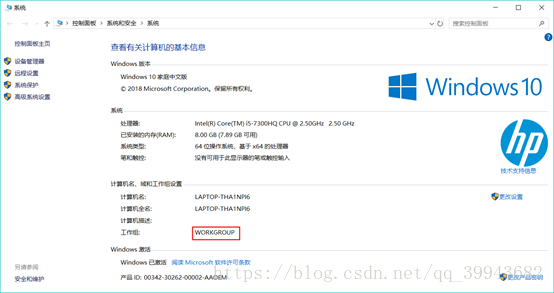 系统
控制面板 > 系统和安全 > 系统
搜索控制面板
控制面板主页
设备管理器
远程设置
系统保护
高级系统设置
查看有关计算机的基本信息
Windows 版本
Windows 10 家庭中文版
© 2018 Microsoft Corporation。保留所有权利。
Windows 10
系统
处理器: Intel(R) Core(TM) i5-7300HQ CPU @ 2.50GHz 2.50 GHz
已安装的内存(RAM): 8.00 GB (7.89 GB 可用)
系统类型: 64 位操作系统，基于 x64 的处理器
笔和触控: 没有可用于此显示器的笔或触控输入
hp
技术支持信息
计算机名、域和工作组设置
计算机名: LAPTOP-THA1NPI6
更改设置
计算机全名: LAPTOP-THA1NPI6
计算机描述:
工作组: WORKGROUP
Windows 激活
Windows 已激活 阅读 Microsoft 软件许可条款
产品 ID: 00342-30262-00002-AAOEM
更改产品密钥
另请参阅
安全和维护
https://blog.csdn.net/qq_39943682